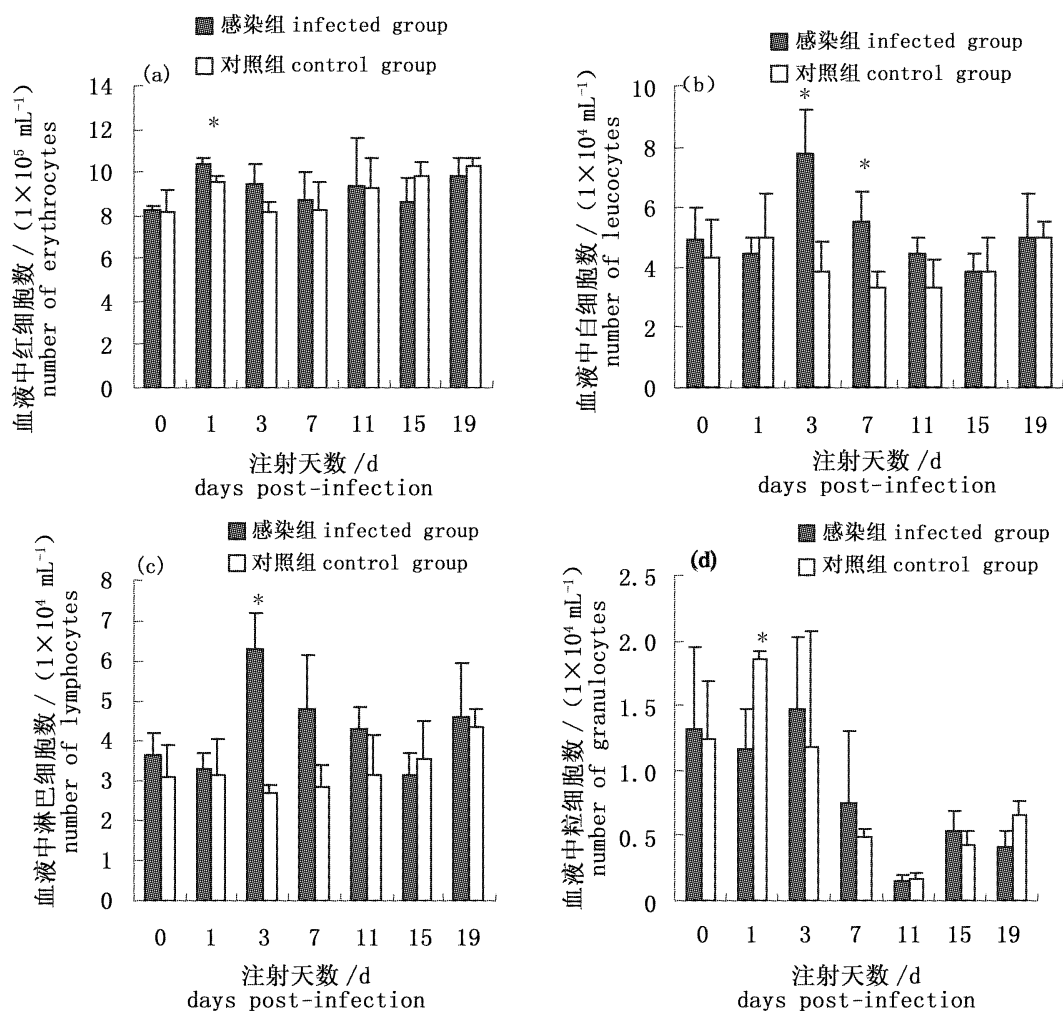 感染组 infected group
对照组 control group
(a)
血液中红细胞数 / (1×10⁵ mL⁻¹)
number of erythrocytes
14
12
10
8
6
4
2
0
*
0 1 3 7 11 15 19
注射天数 /d
days post-infection
感染组 infected group
对照组 control group
(b)
血液中白细胞数 / (1×10⁴ mL⁻¹)
number of leucocytes
10
8
6
4
2
0
*
*
0 1 3 7 11 15 19
注射天数 /d
days post-infection
感染组 infected group
对照组 control group
(c)
血液中淋巴细胞数 / (1×10⁴ mL⁻¹)
number of lymphocytes
8
7
6
5
4
3
2
1
0
*
0 1 3 7 11 15 19
注射天数 /d
days post-infection
感染组 infected group
对照组 control group
(d)
血液中粒细胞数 / (1×10⁴ mL⁻¹)
number of granulocytes
2.5
2.0
1.5
1.0
0.5
0
*
0 1 3 7 11 15 19
注射天数 /d
days post-infection